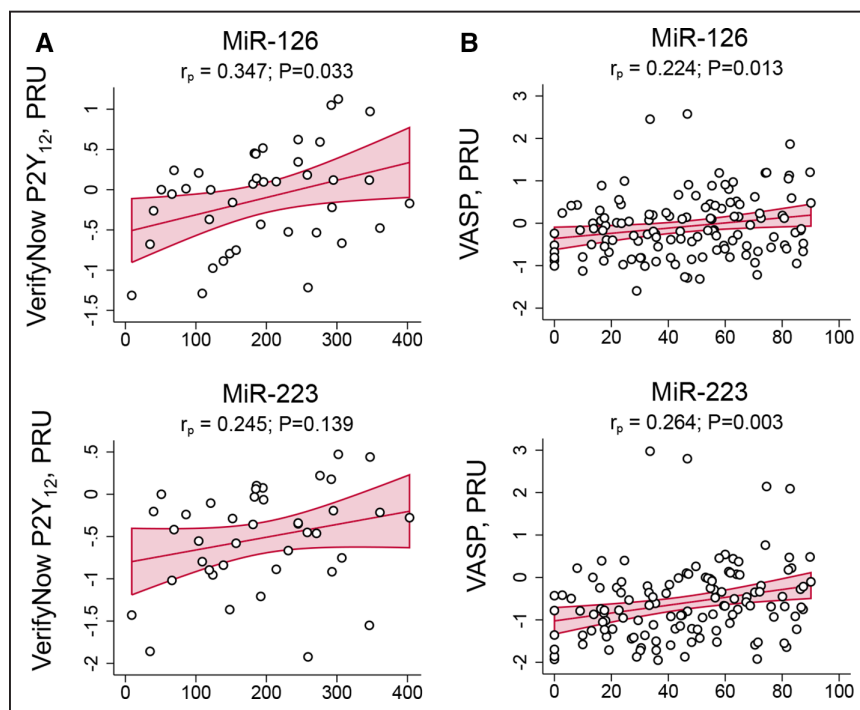 A
MiR-126
rp = 0.347; P=0.033
VerifyNow P2Y12, PRU
1
.5
0
-0.5
-1
-1.5
0 100 200 300 400
B
MiR-126
rp = 0.224; P=0.013
VASP, PRU
3
2
1
0
-1
-2
0 20 40 60 80 100
MiR-223
rp = 0.245; P=0.139
VerifyNow P2Y12, PRU
.5
0
-.5
-1
-1.5
-2
0 100 200 300 400
MiR-223
rp = 0.264; P=0.003
VASP, PRU
3
2
1
-0
-1
-2
0 20 40 60 80 100